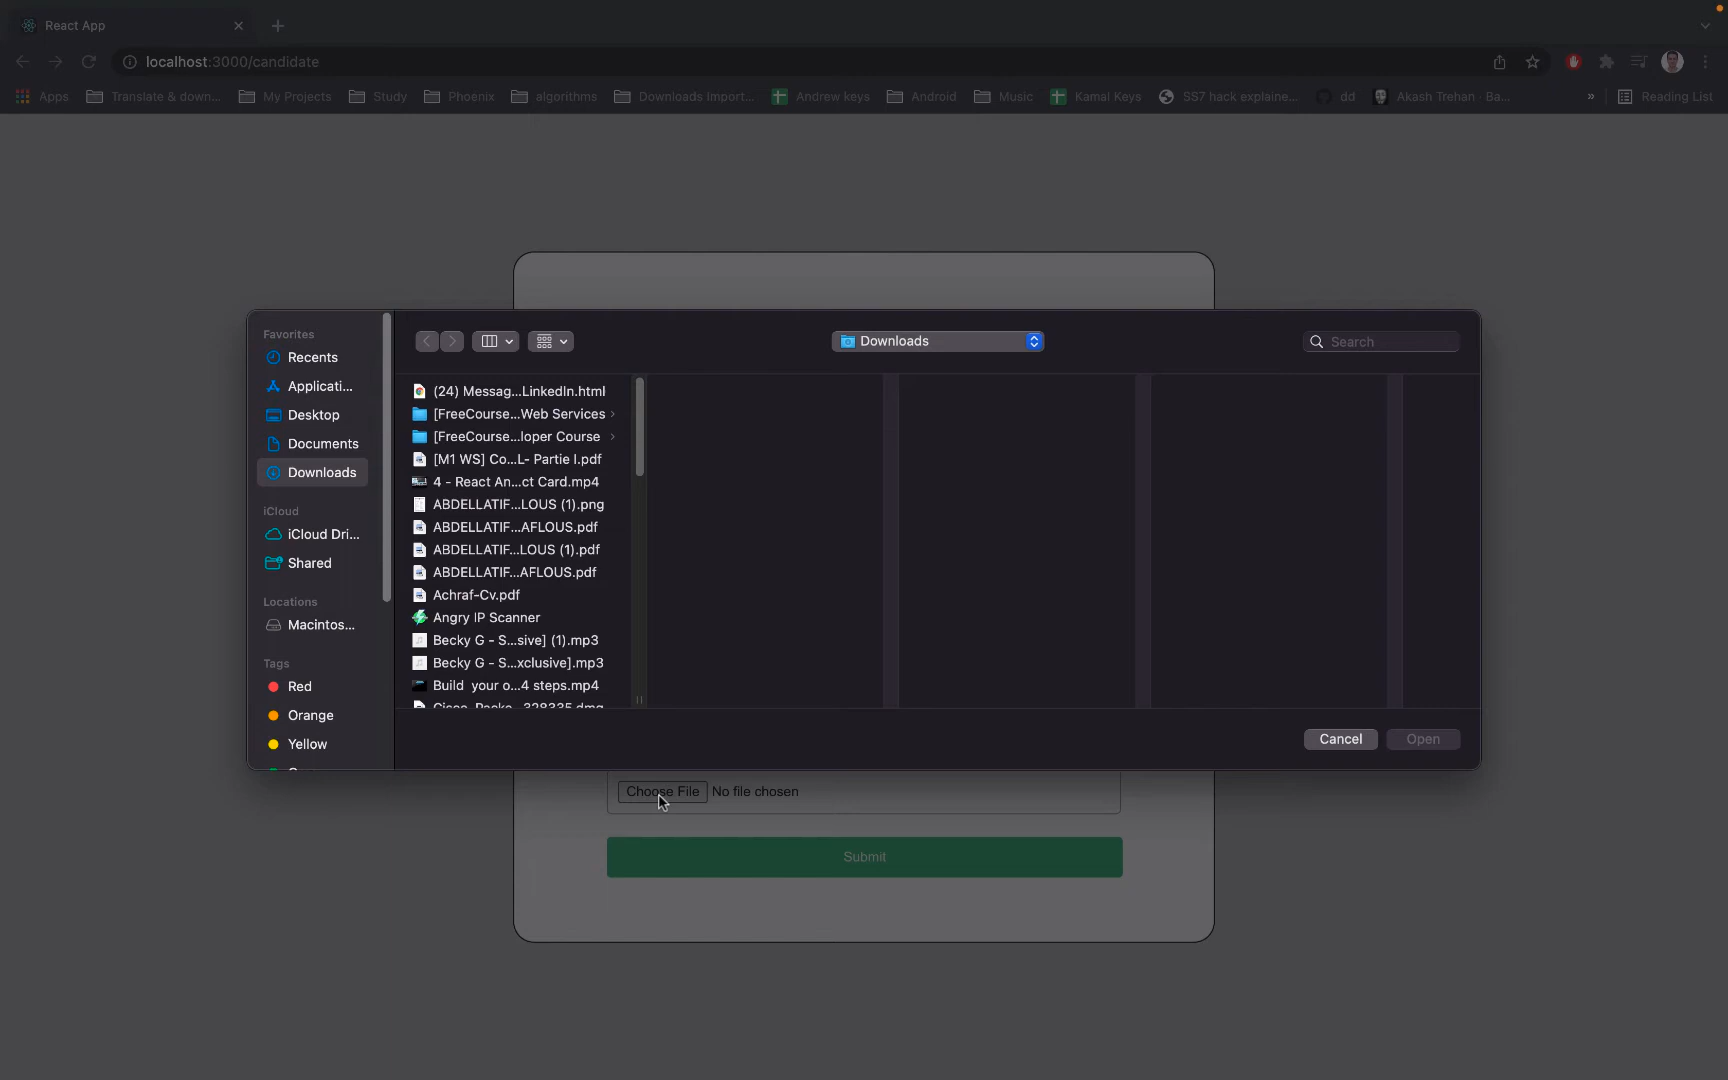 React App
localhost:3000/candidate
Apps
Translate & down...
My Projects
Study
Phoenix
algorithms
Downloads Import...
Andrew keys
Android
Music
Kamal Keys
SS7 hack explaine...
dd
Akash Trehan - Ba...
»
Reading List
Favorites
Recents
Applicati...
Desktop
Documents
Downloads
iCloud
iCloud Dri...
Shared
Locations
Macintos...
Tags
Red
Orange
Yellow
Downloads
Search
(24) Messag...LinkedIn.html
[FreeCourse...Web Services
[FreeCourse...loper Course
[M1 WS] Co...L- Partie I.pdf
4 - React An...ct Card.mp4
ABDELLATIF...LOUS (1).png
ABDELLATIF...AFLOUS.pdf
ABDELLATIF...LOUS (1).pdf
ABDELLATIF...AFLOUS.pdf
Achraf-Cv.pdf
Angry IP Scanner
Becky G - S...sive] (1).mp3
Becky G - S...xclusive].mp3
Build your o...4 steps.mp4
Cisco_Packe...328335.dmg
Cancel
Open
Choose File No file chosen
Submit